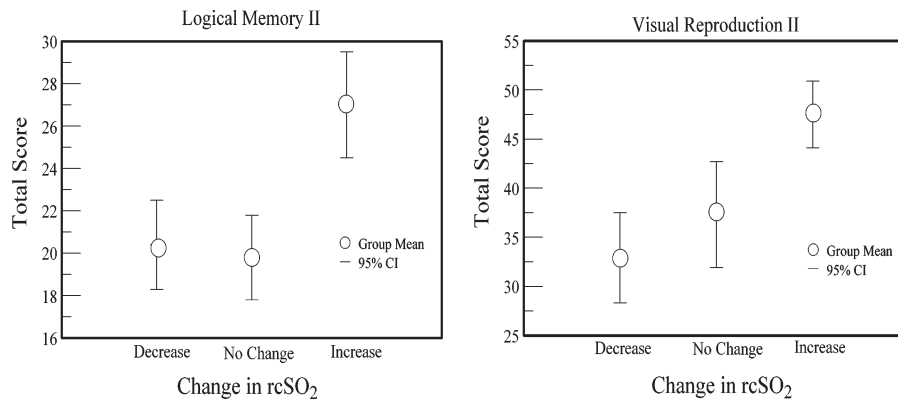 Logical Memory II
30
28
26
24
22
20
18
16
Total Score
Group Mean
95% CI
Decrease
No Change
Increase
Change in rcSO₂
Visual Reproduction II
55
50
45
40
35
30
25
Total Score
Group Mean
95% CI
Decrease
No Change
Increase
Change in rcSO₂